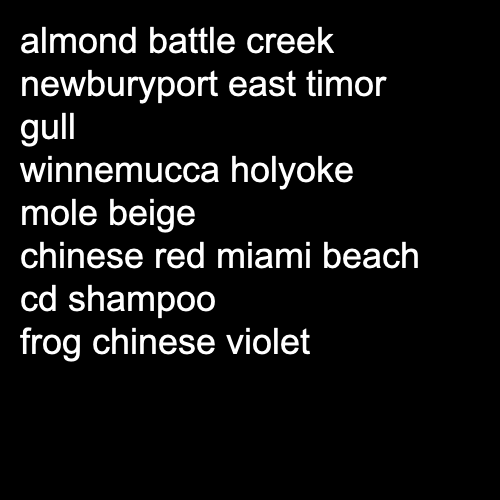 almond battle creek
newburyport east timor
gull
winnemucca holyoke
mole beige
chinese red miami beach
cd shampoo
frog chinese violet